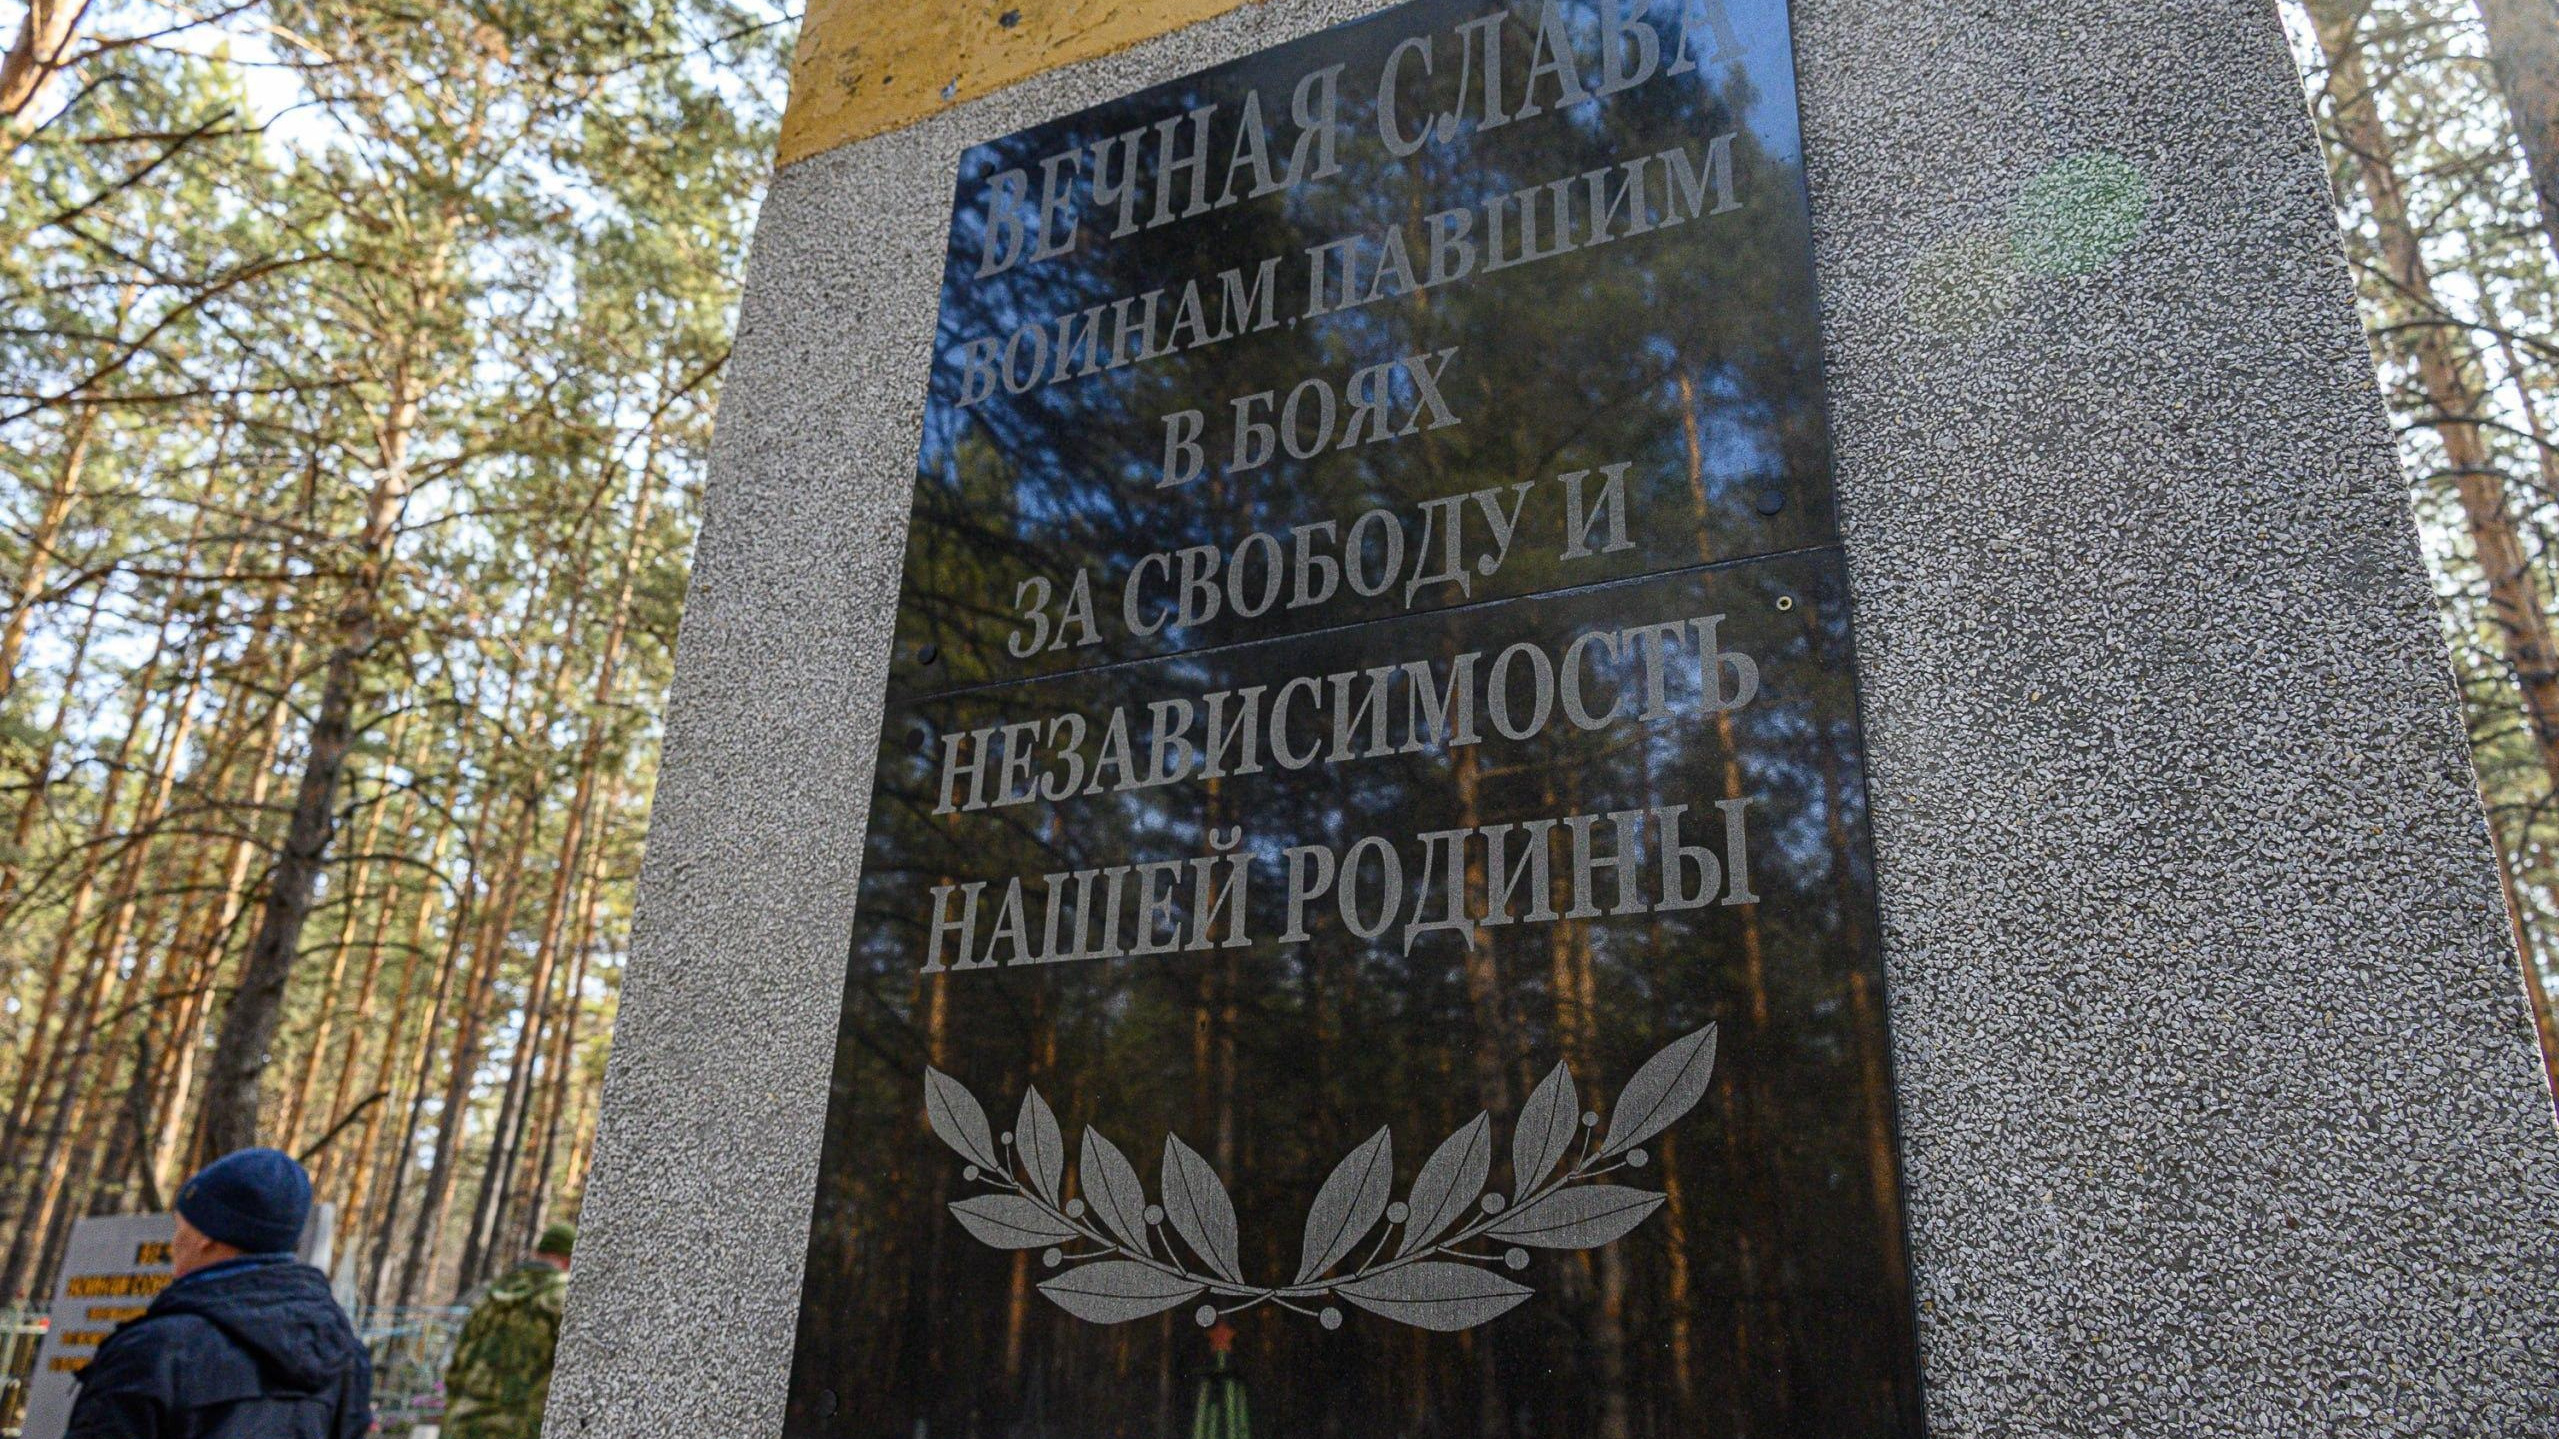 ВЕЧНАЯ СЛАВА
ВОИНАМ, ПАВШИМ
В БОЯХ
ЗА СВОБОДУ И
НЕЗАВИСИМОСТЬ
НАШЕЙ РОДИНЫ